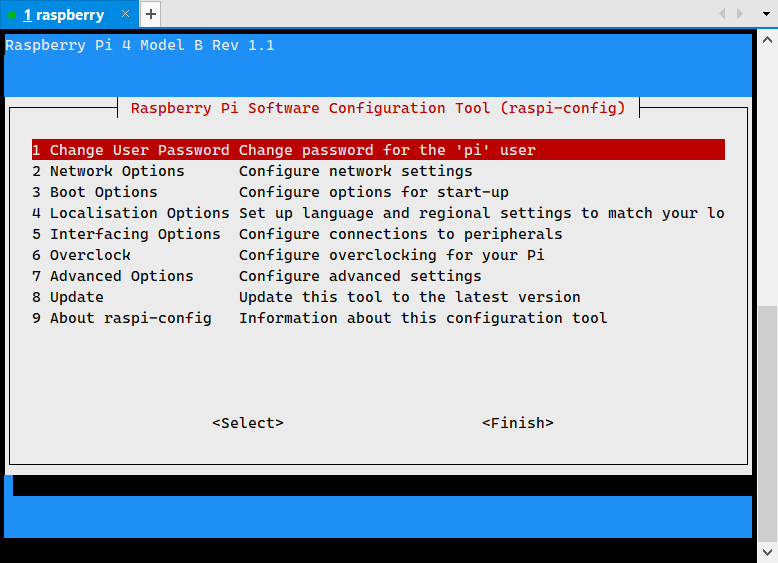 1 raspberry
Raspberry Pi 4 Model B Rev 1.1
Raspberry Pi Software Configuration Tool (raspi-config)
1 Change User Password Change password for the 'pi' user
2 Network Options Configure network settings
3 Boot Options Configure options for start-up
4 Localisation Options Set up language and regional settings to match your lo
5 Interfacing Options Configure connections to peripherals
6 Overclock Configure overclocking for your Pi
7 Advanced Options Configure advanced settings
8 Update Update this tool to the latest version
9 About raspi-config Information about this configuration tool
<Select> <Finish>